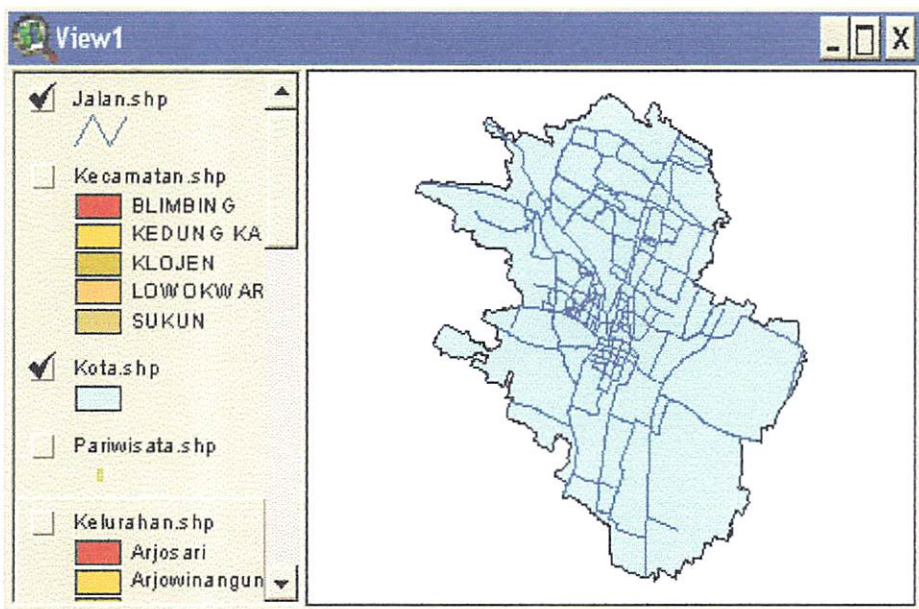 View1
Jalan.shp
Kecamatan.shp
BLIMBING
KEDUNG KA
KLOJEN
LOWOKWAR
SUKUN
Kota.shp
Pariwisata.shp
Kelurahan.shp
Arjosari
Arjowinangun